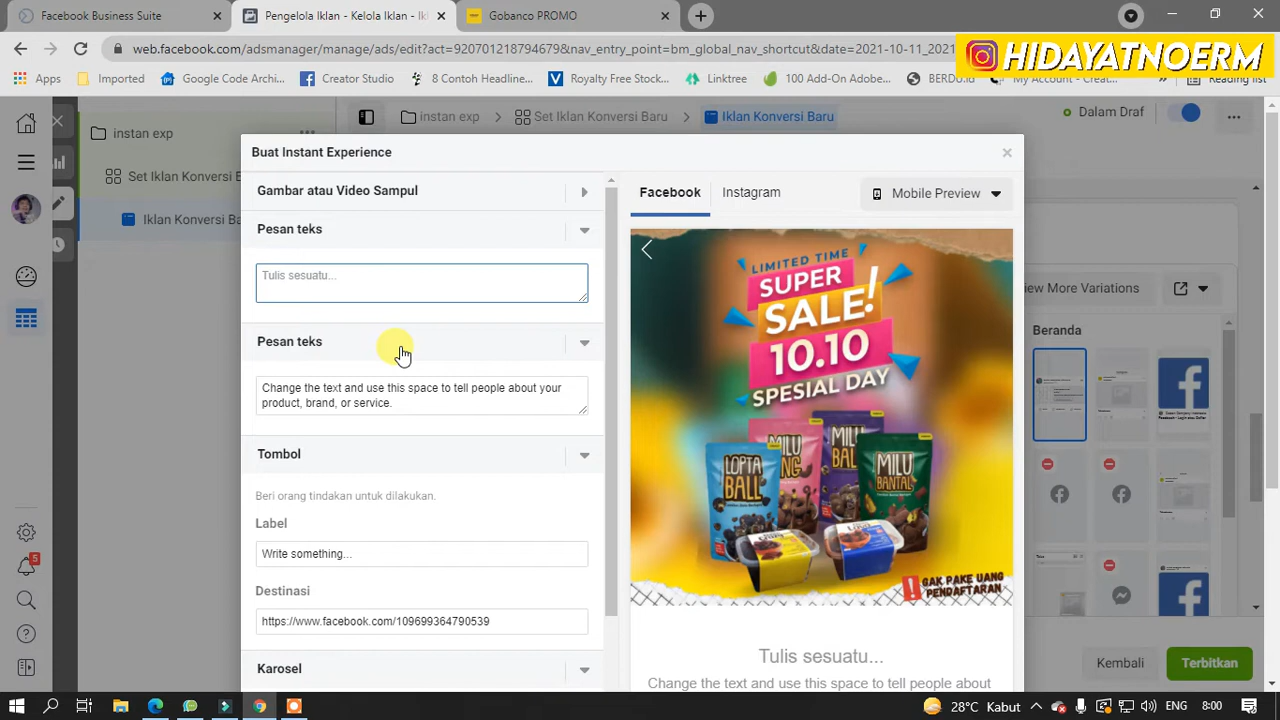 Facebook Business Suite
Pengelola Iklan - Kelola Iklan - I
Gobanco PROMO
web.facebook.com/adsmanager/manage/ads/edit?act=920701218794679&nav_entry_point=bm_global_nav_shortcut&date=2021-10-11_
HIDAYATNOERM
Apps
Imported
Google Code Archi...
Creator Studio
8 Contoh Headline...
Royalty Free Stock...
Linktree
100 Add-On Adobe...
BERDU.id
My Account - Creat...
»
Reading list
instan exp
instan exp
Set Iklan Konversi Baru
Iklan Konversi Baru
Dalam Draf
Set Iklan Konversi B
Iklan Konversi Ba
Buat Instant Experience
Gambar atau Video Sampul
Pesan teks
Tulis sesuatu...
Pesan teks
Change the text and use this space to tell people about your
product, brand, or service.
Tombol
Beri orang tindakan untuk dilakukan.
Label
Write something...
Destinasi
https://www.facebook.com/109699364790539
Karosel
Facebook
Instagram
Mobile Preview
LIMITED TIME
SUPER
SALE!
10.10
SPESIAL DAY
LOPTA
BALL
MILU
BANTAL
GAK PAKE UANG
PENDAFTARAN
Tulis sesuatu...
Change the text and use this space to tell people about
iew More Variations
Beranda
Kembali
Terbitkan
5
28°C Kabut
ENG
8:00